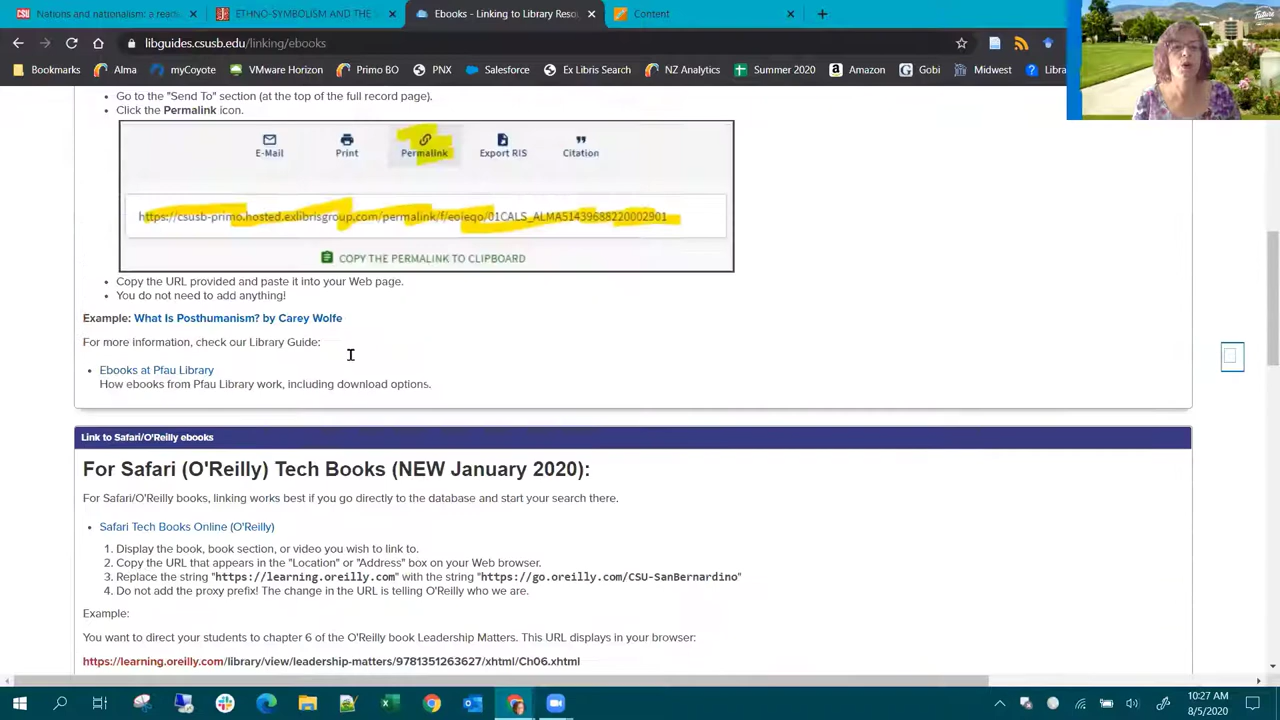 Nations and nationalism: a reade
ETHNO-SYMBOLISM AND THE
Ebooks - Linking to Library Reso
Content
libguides.csusb.edu/linking/ebooks
Bookmarks
Alma
myCoyote
VMware Horizon
Primo BO
PNX
Salesforce
Ex Libris Search
NZ Analytics
Summer 2020
Amazon
Gobi
Midwest
Libra
Go to the "Send To" section (at the top of the full record page).
Click the Permalink icon.
E-Mail
Print
Permalink
Export RIS
Citation
https://csusb-primo.hosted.exlibrisgroup.com/permalink/f/eoieqo/01CALS_ALMA51439688220002901
COPY THE PERMALINK TO CLIPBOARD
Copy the URL provided and paste it into your Web page.
You do not need to add anything!
Example: What Is Posthumanism? by Carey Wolfe
For more information, check our Library Guide:
Ebooks at Pfau Library
How ebooks from Pfau Library work, including download options.
Link to Safari/O'Reilly ebooks
For Safari (O'Reilly) Tech Books (NEW January 2020):
For Safari/O'Reilly books, linking works best if you go directly to the database and start your search there.
Safari Tech Books Online (O'Reilly)
1. Display the book, book section, or video you wish to link to.
2. Copy the URL that appears in the "Location" or "Address" box on your Web browser.
3. Replace the string "https://learning.oreilly.com" with the string "https://go.oreilly.com/CSU-SanBernardino"
4. Do not add the proxy prefix! The change in the URL is telling O'Reilly who we are.
Example:
You want to direct your students to chapter 6 of the O'Reilly book Leadership Matters. This URL displays in your browser:
https://learning.oreilly.com/library/view/leadership-matters/9781351263627/xhtml/Ch06.xhtml
10:27 AM
8/5/2020